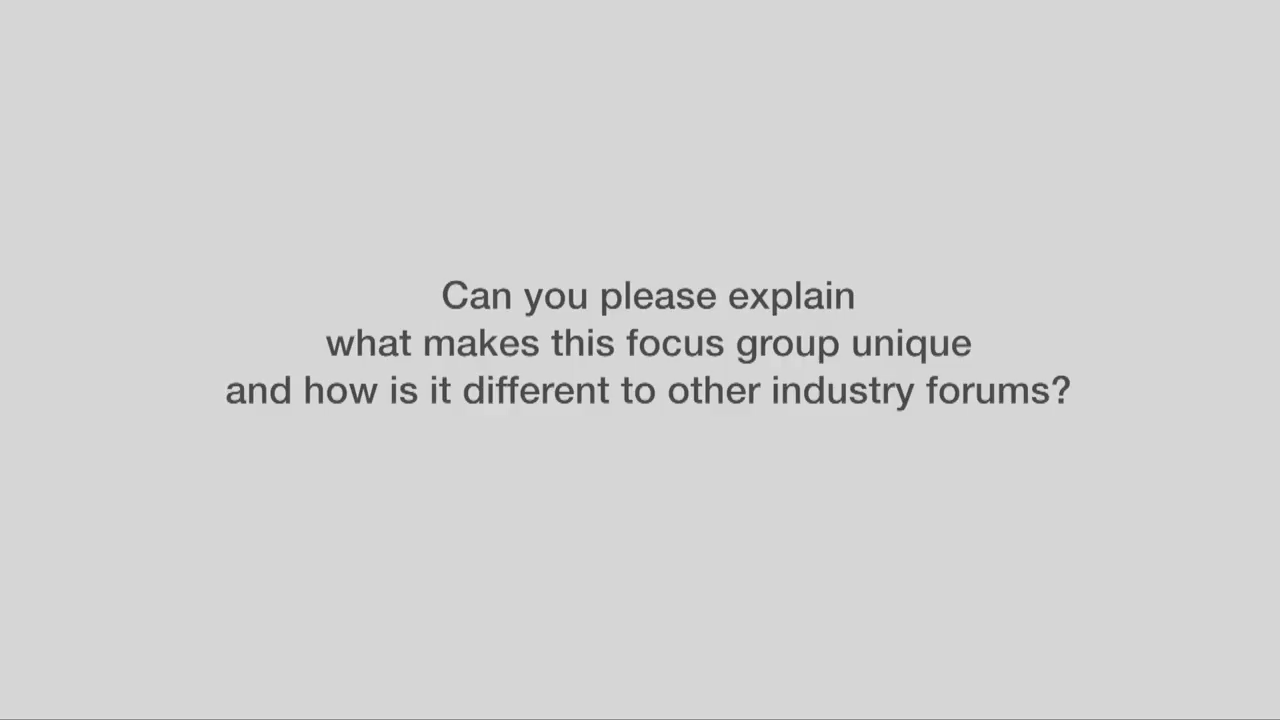 Can you please explain
what makes this focus group unique
and how is it different to other industry forums?